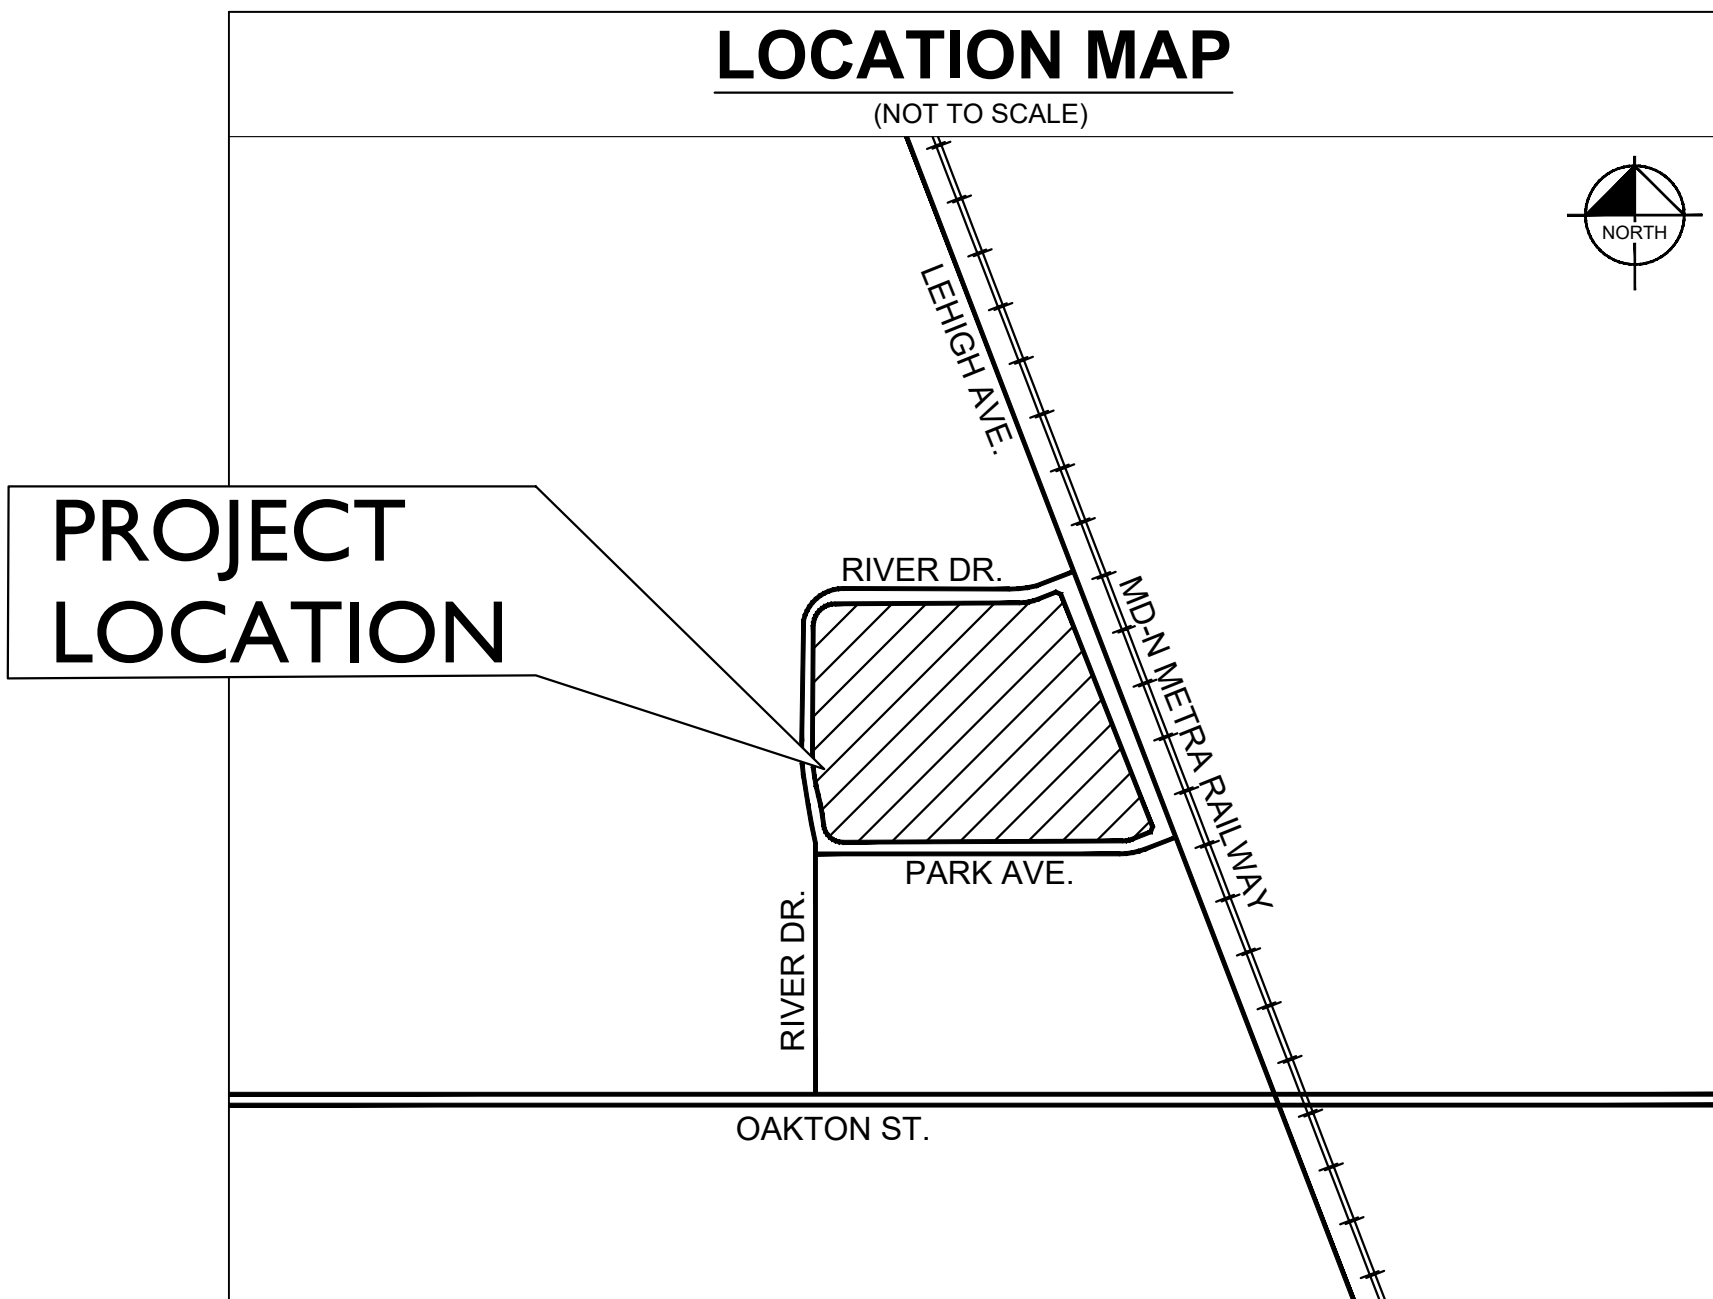 LOCATION MAP
(NOT TO SCALE)
NORTH
LEHIGH AVE.
PROJECT
LOCATION
RIVER DR.
MD-N METRA RAILWAY
PARK AVE.
RIVER DR.
OAKTON ST.